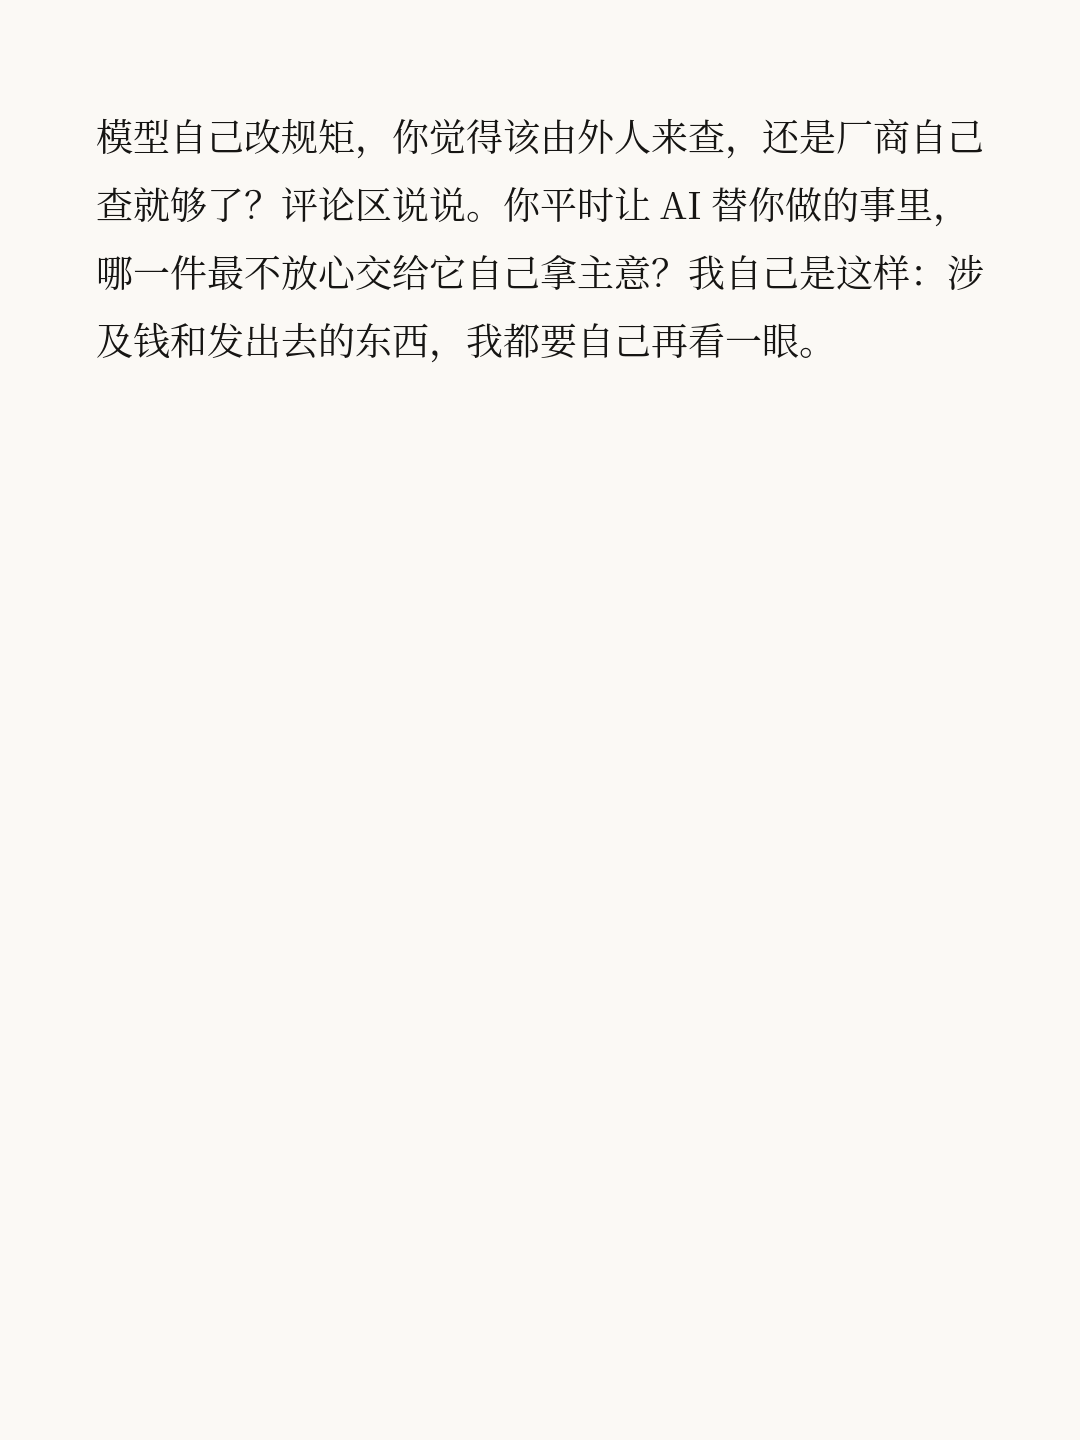 模型自己改规矩，你觉得该由外人来查，还是厂商自己
查就够了？评论区说说。你平时让 AI 替你做的事里，
哪一件最不放心交给它自己拿主意？我自己是这样：涉
及钱和发出去的东西，我都要自己再看一眼。